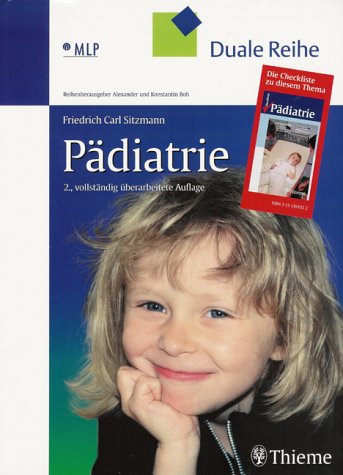 MLP
Duale Reihe
Reihenherausgeber Alexander und Konstantin Bob
Die Checkliste
zu diesem Thema
Pädiatrie
Friedrich Carl Sitzmann
Pädiatrie
2., vollständig überarbeitete Auflage
Thieme